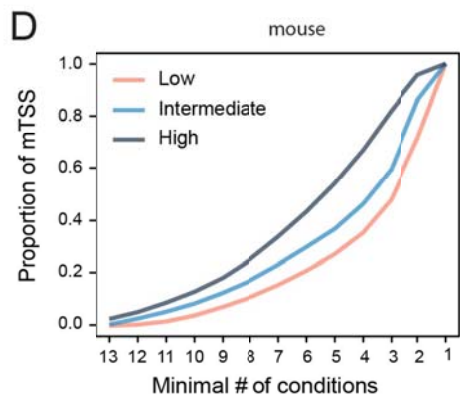 D
mouse
Proportion of mTSS
1.0
0.8
0.6
0.4
0.2
0.0
Low
Intermediate
High
13 12 11 10 9 8 7 6 5 4 3 2 1
Minimal # of conditions